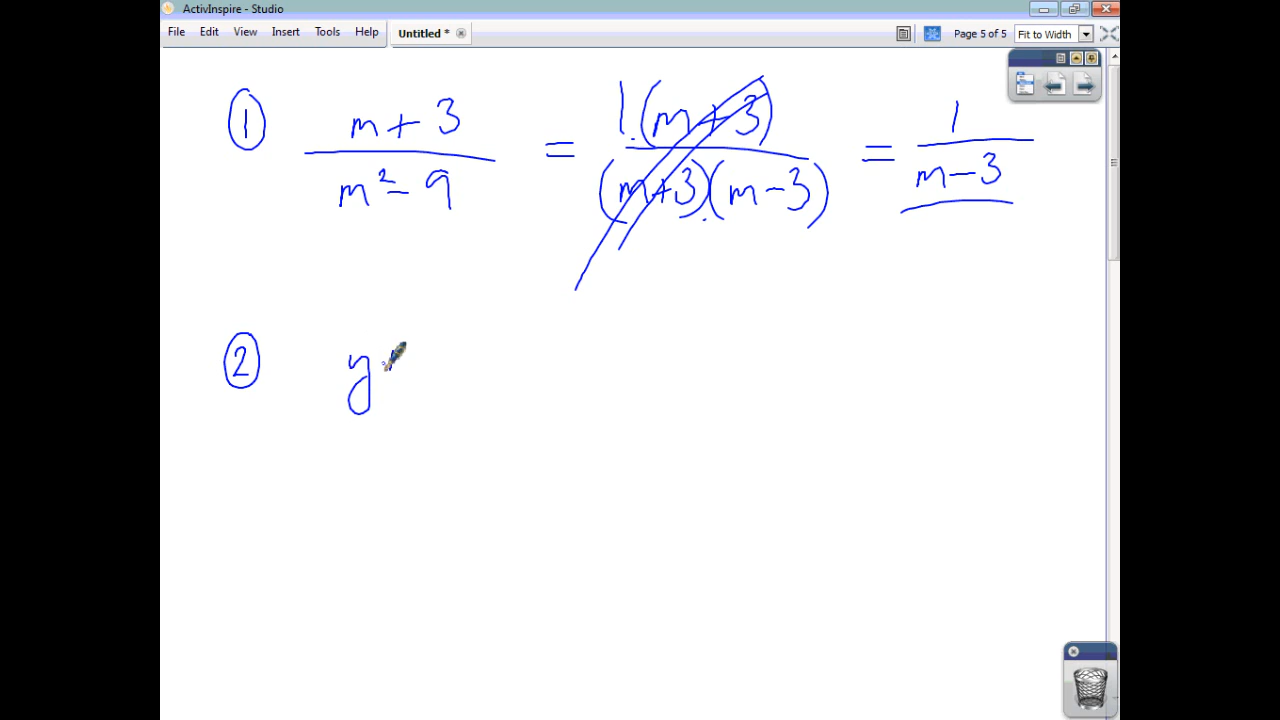 ActivInspire - Studio
File Edit View Insert Tools Help Untitled * Page 5 of 5 Fit to Width
① m + 3 / m² - 9 = 1.(m + 3) / (m+3).(m-3) = 1 / m-3
② y